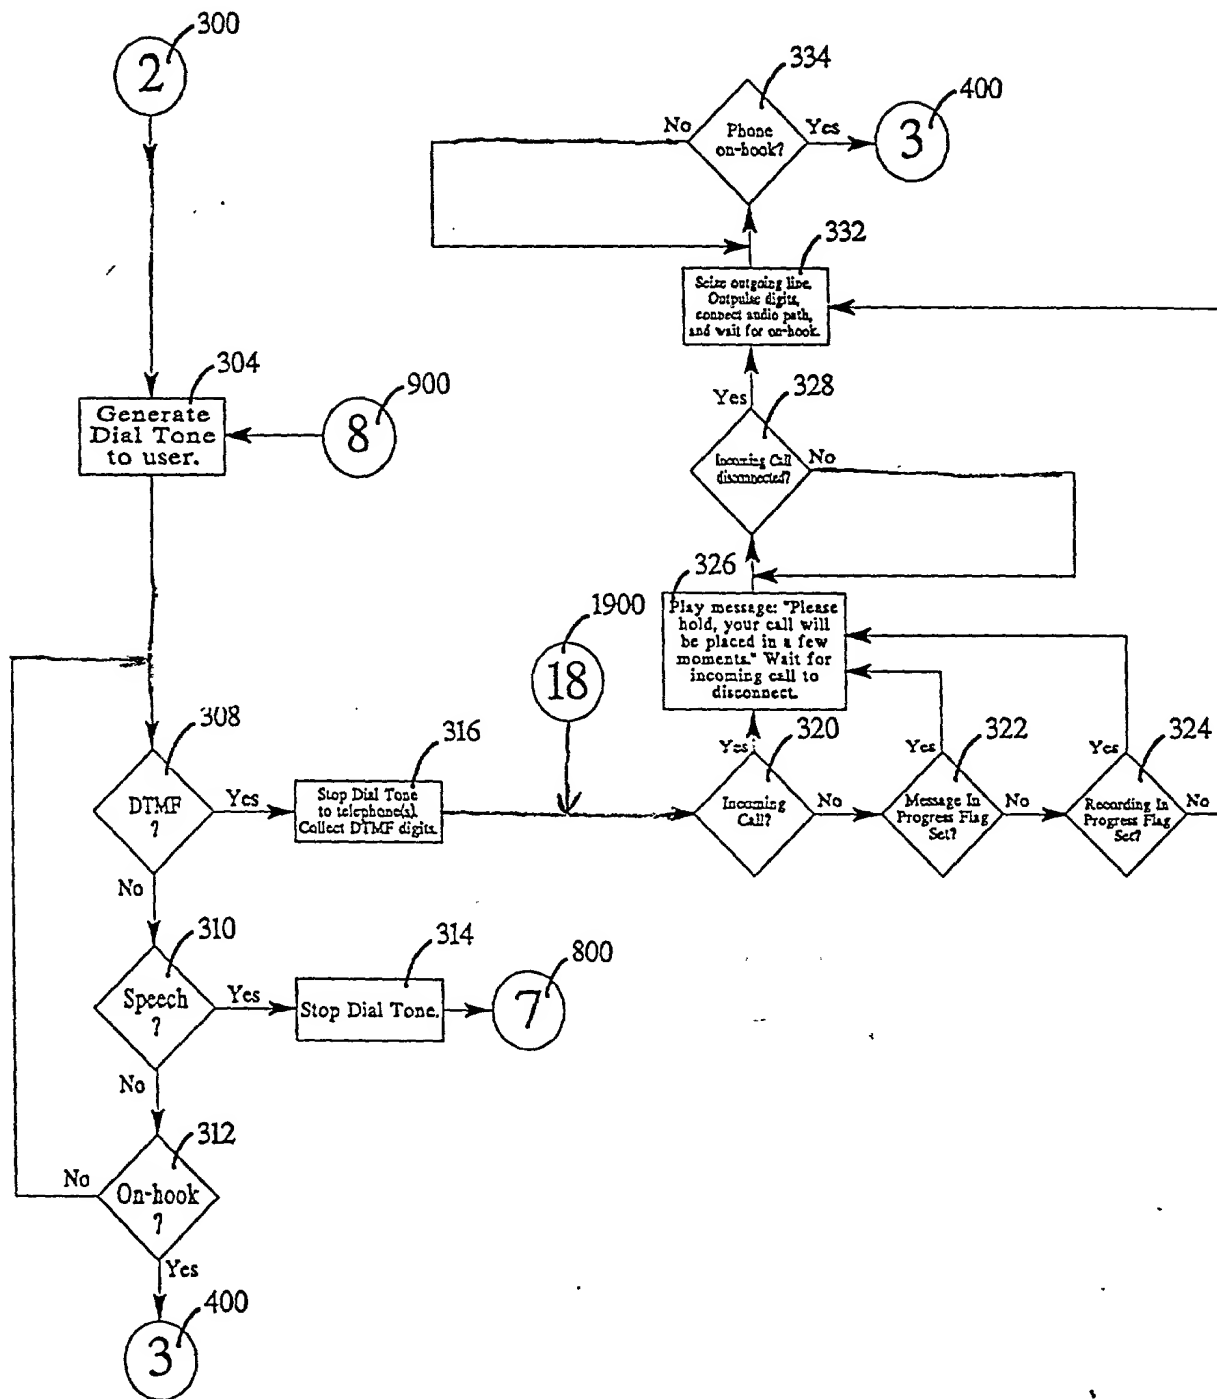 300
2
304
Generate
Dial Tone
to user.
900
8
308
DTMF
?
Yes
No
316
Stop Dial Tone
to telephone(s).
Collect DTMF digits.
310
Speech
?
Yes
No
314
Stop Dial Tone.
800
7
312
On-hook
?
No
Yes
400
3
1900
18
320
Incoming
Call?
Yes
No
322
Message In
Progress Flag
Set?
Yes
No
324
Recording In
Progress Flag
Set?
Yes
No
326
Play message: "Please
hold, your call will
be placed in a few
moments." Wait for
incoming call to
disconnect.
328
Incoming Call
disconnected?
Yes
No
332
Seize outgoing line.
Outpulse digits,
connect audio path,
and wait for on-hook.
334
Phone
on-hook?
No
Yes
400
3